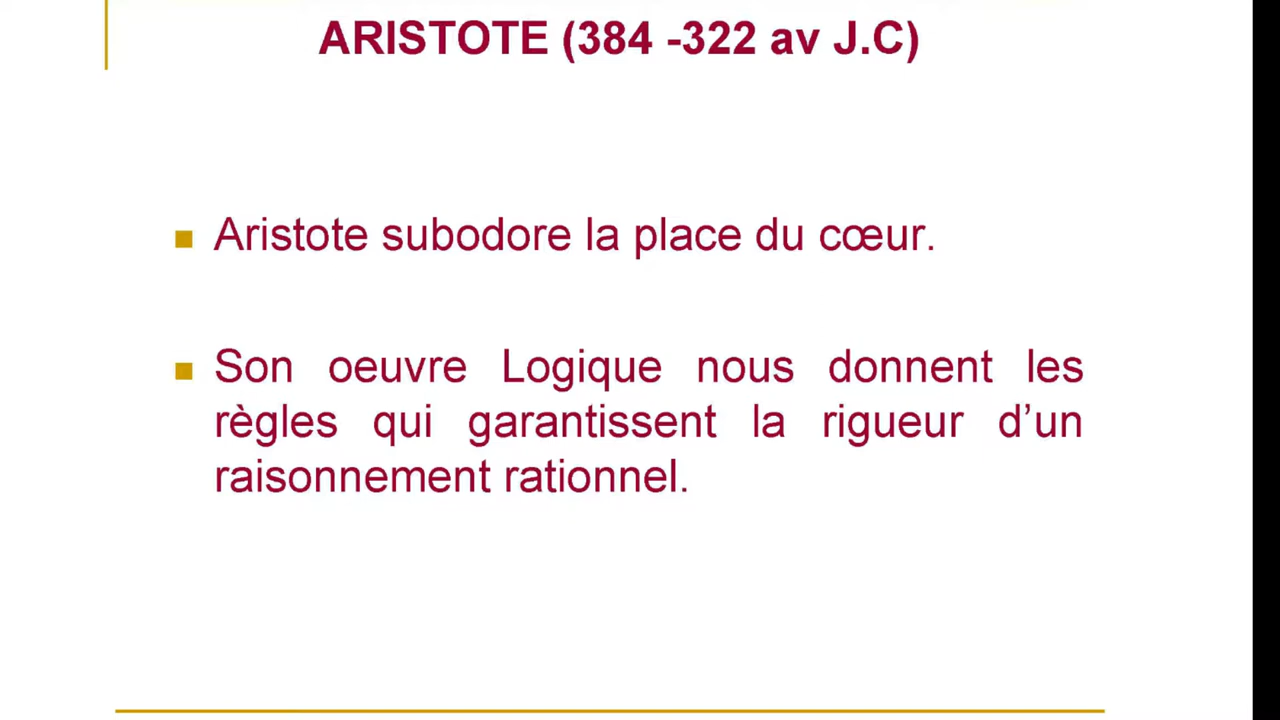 ARISTOTE (384 -322 av J.C)
Aristote subodore la place du cœur.
Son oeuvre Logique nous donnent les
règles qui garantissent la rigueur d’un
raisonnement rationnel.